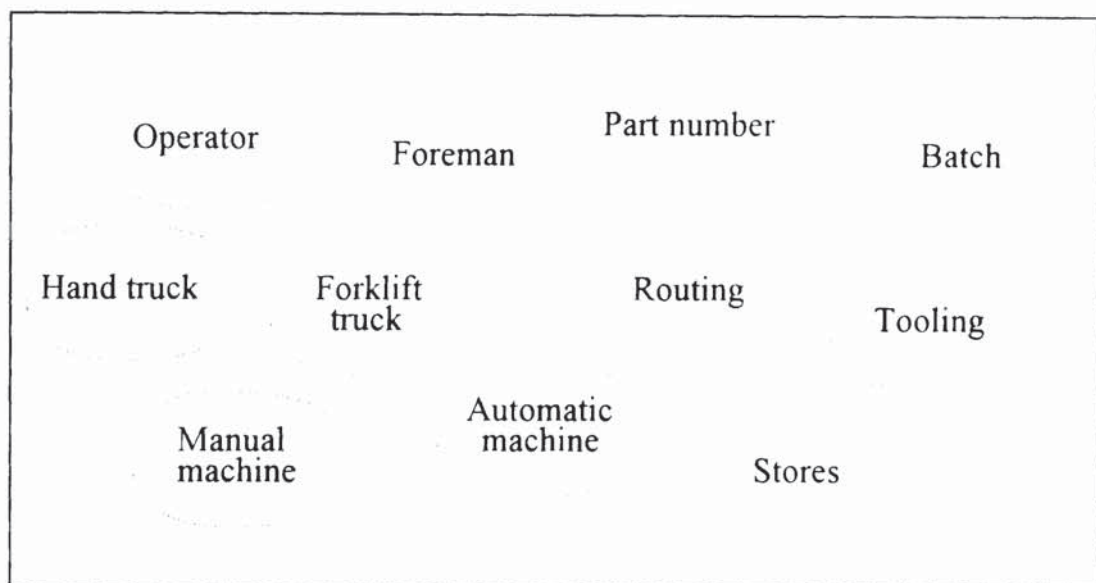 Operator
Foreman
Part number
Batch
Hand truck
Forklift
truck
Routing
Tooling
Manual
machine
Automatic
machine
Stores